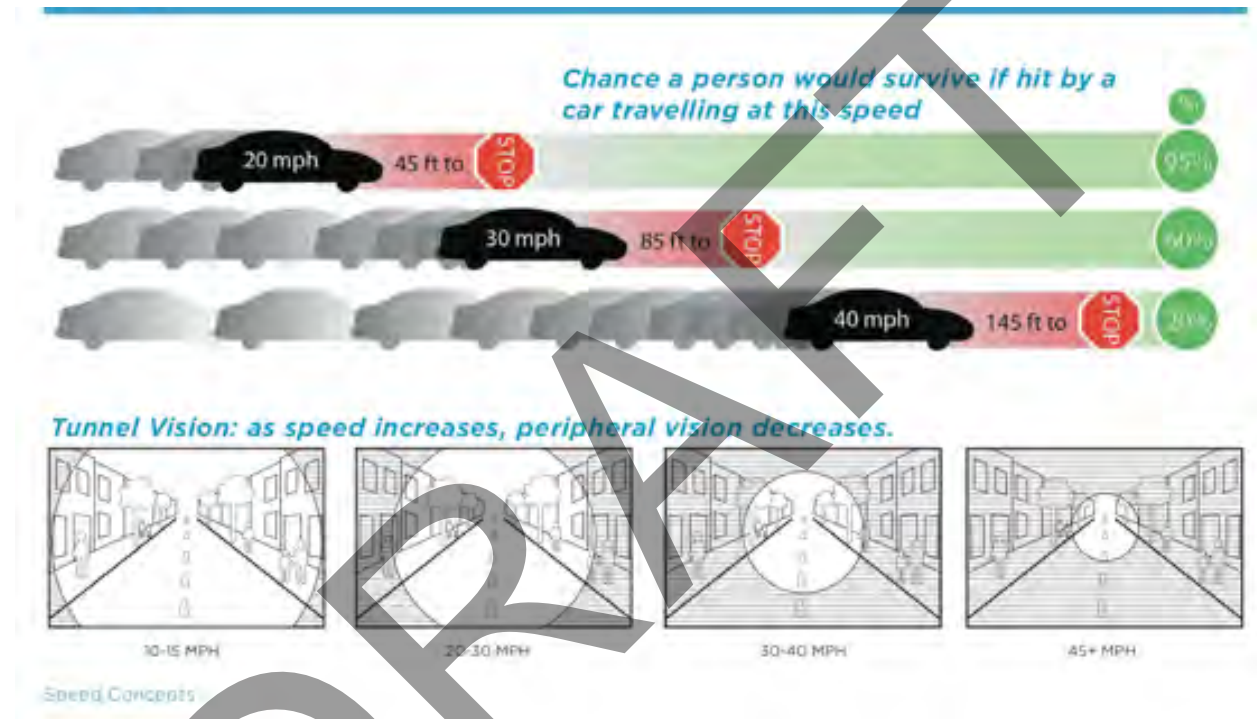 Chance a person would survive if hit by a
car travelling at this speed
%
20 mph 45 ft to STOP 95%
30 mph 85 ft to STOP 60%
40 mph 145 ft to STOP 20%
Tunnel Vision: as speed increases, peripheral vision decreases.
10-15 MPH 20-30 MPH 30-40 MPH 45+ MPH
Speed Concepts
DRAFT